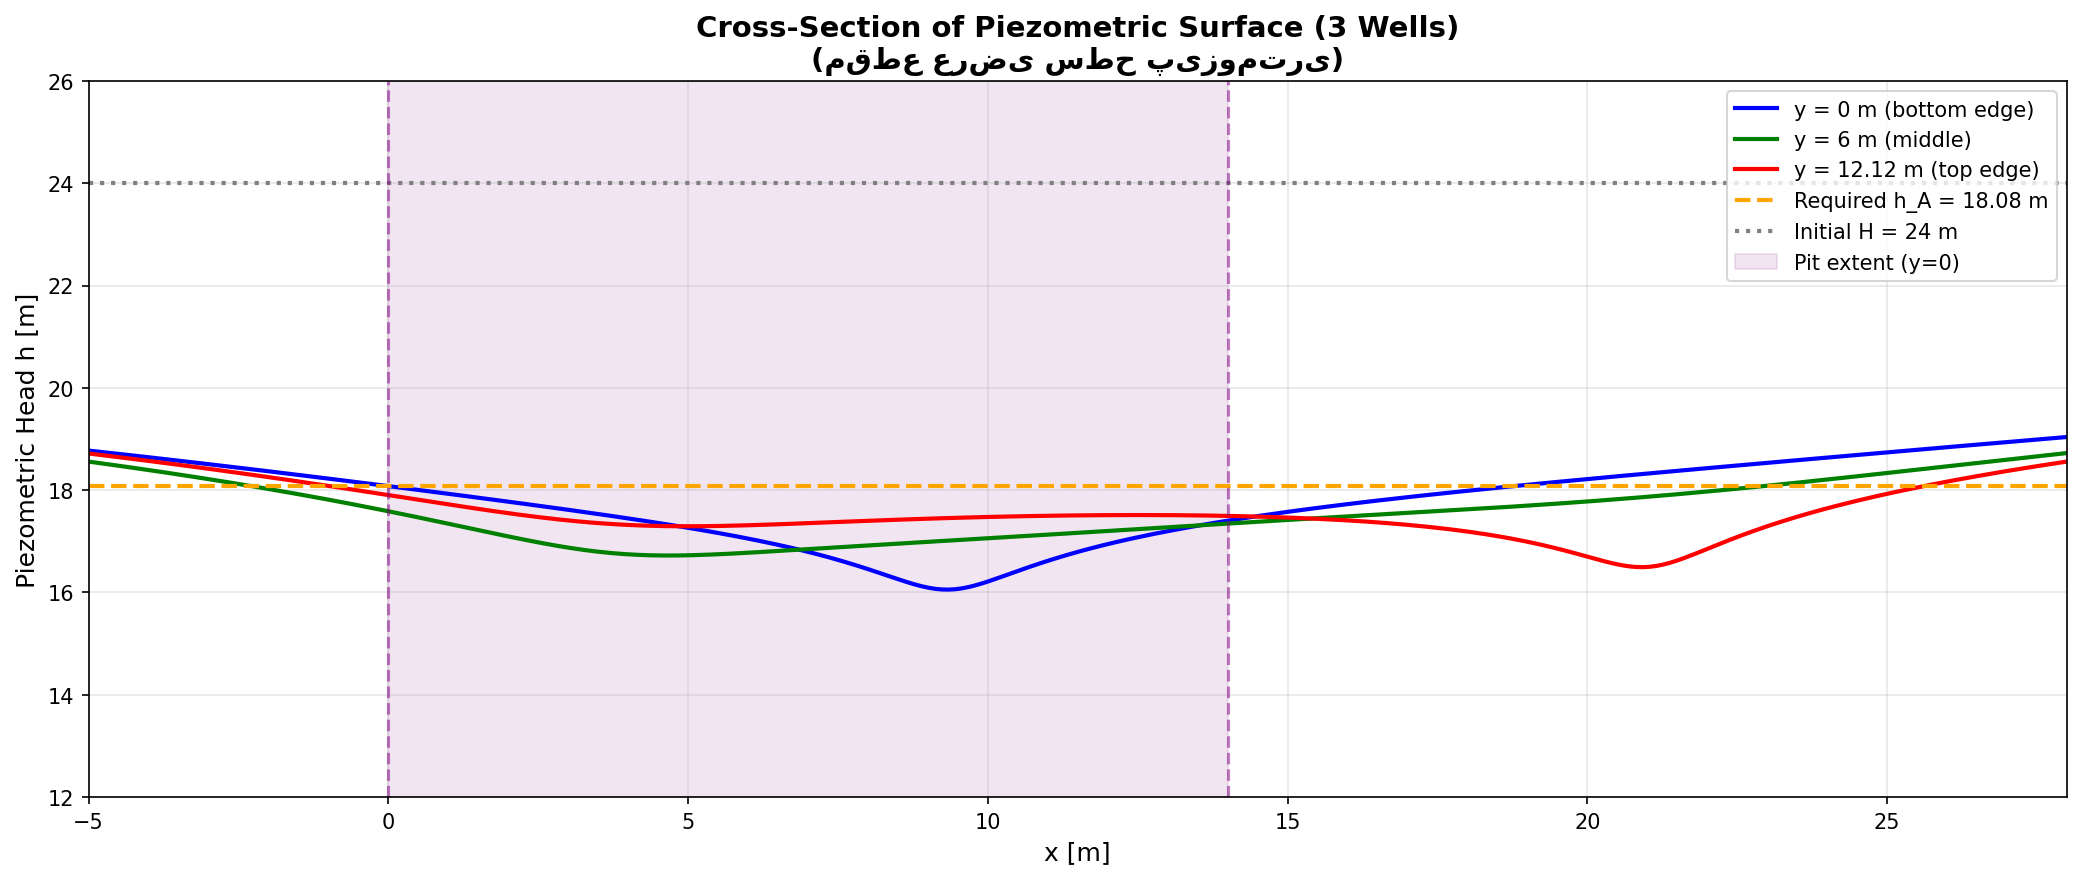 Cross-Section of Piezometric Surface (3 Wells)
(مقطع عرضی سطح پیزومتری)
26
24
22
20
18
16
14
12
Piezometric Head h [m]
y = 0 m (bottom edge)
y = 6 m (middle)
y = 12.12 m (top edge)
Required h_A = 18.08 m
Initial H = 24 m
Pit extent (y=0)
−5 0 5 10 15 20 25
x [m]